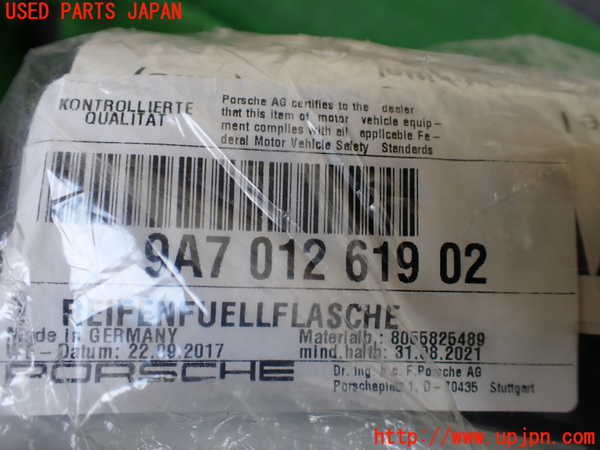 USED PARTS JAPAN
KONTROLLIERTE
QUALITÄT
Porsche AG certifies to the dealer
that this item of motor vehicle equip-
ment complies with all applicable Fe-
deral Motor Vehicle Safety Standards
9A7 012 619 02
REIFENFUELLFLASCHE
Made in GERMANY
Materialb.: 8055825489
Datum: 22.09.2017
mind.haltb: 31.08.2021
PORSCHE
Dr. Ing. h.c. F.Porsche AG
Porscheplatz 1, D-70435 Stuttgart
http://www.upjpn.com/